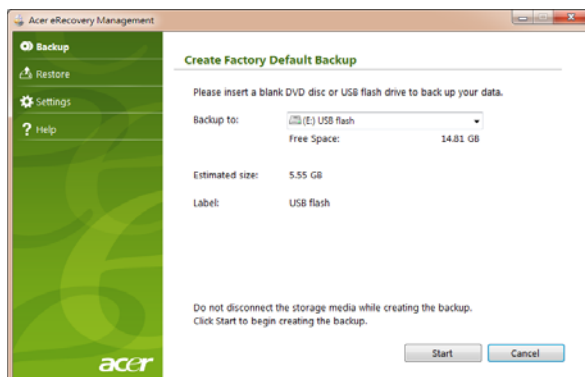 Acer eRecovery Management
Backup
Restore
Settings
? Help
Create Factory Default Backup
Please insert a blank DVD disc or USB flash drive to back up your data.
Backup to: (E:) USB flash
Free Space: 14.81 GB
Estimated size: 5.55 GB
Label: USB flash
Do not disconnect the storage media while creating the backup.
Click Start to begin creating the backup.
Start Cancel
acer